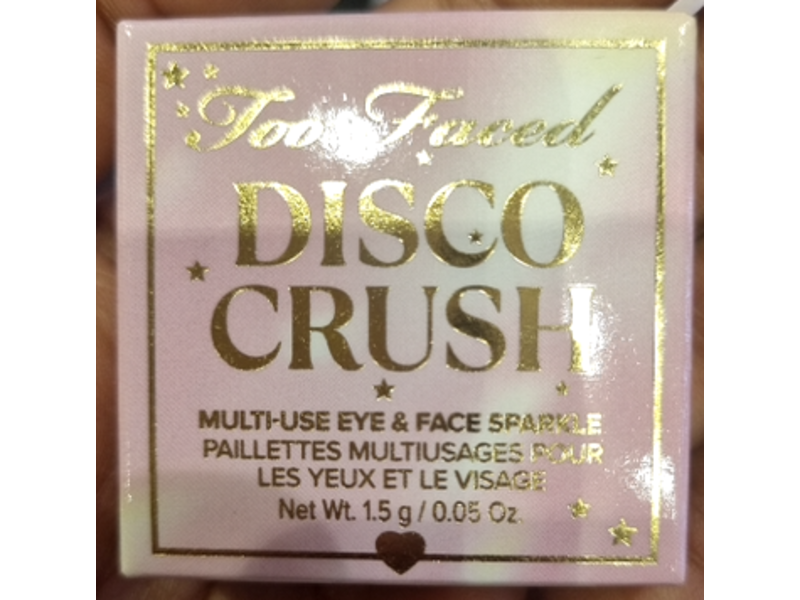 Too Faced
DISCO
CRUSH
MULTI-USE EYE & FACE SPARKLE
PAILLETTES MULTIUSAGES POUR
LES YEUX ET LE VISAGE
Net Wt. 1.5 g / 0.05 Oz.